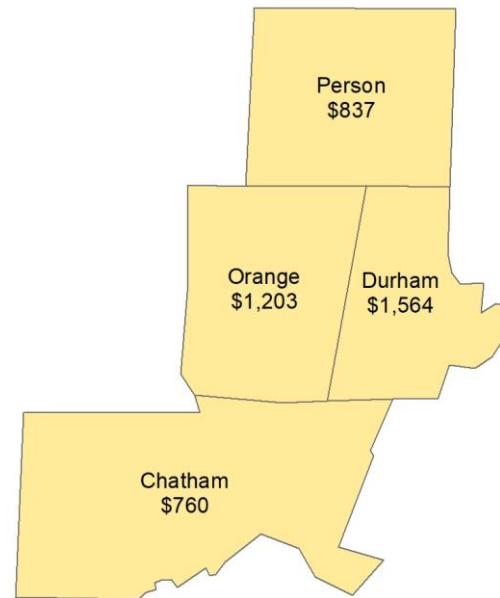 Person
$837
Orange
$1,203
Durham
$1,564
Chatham
$760